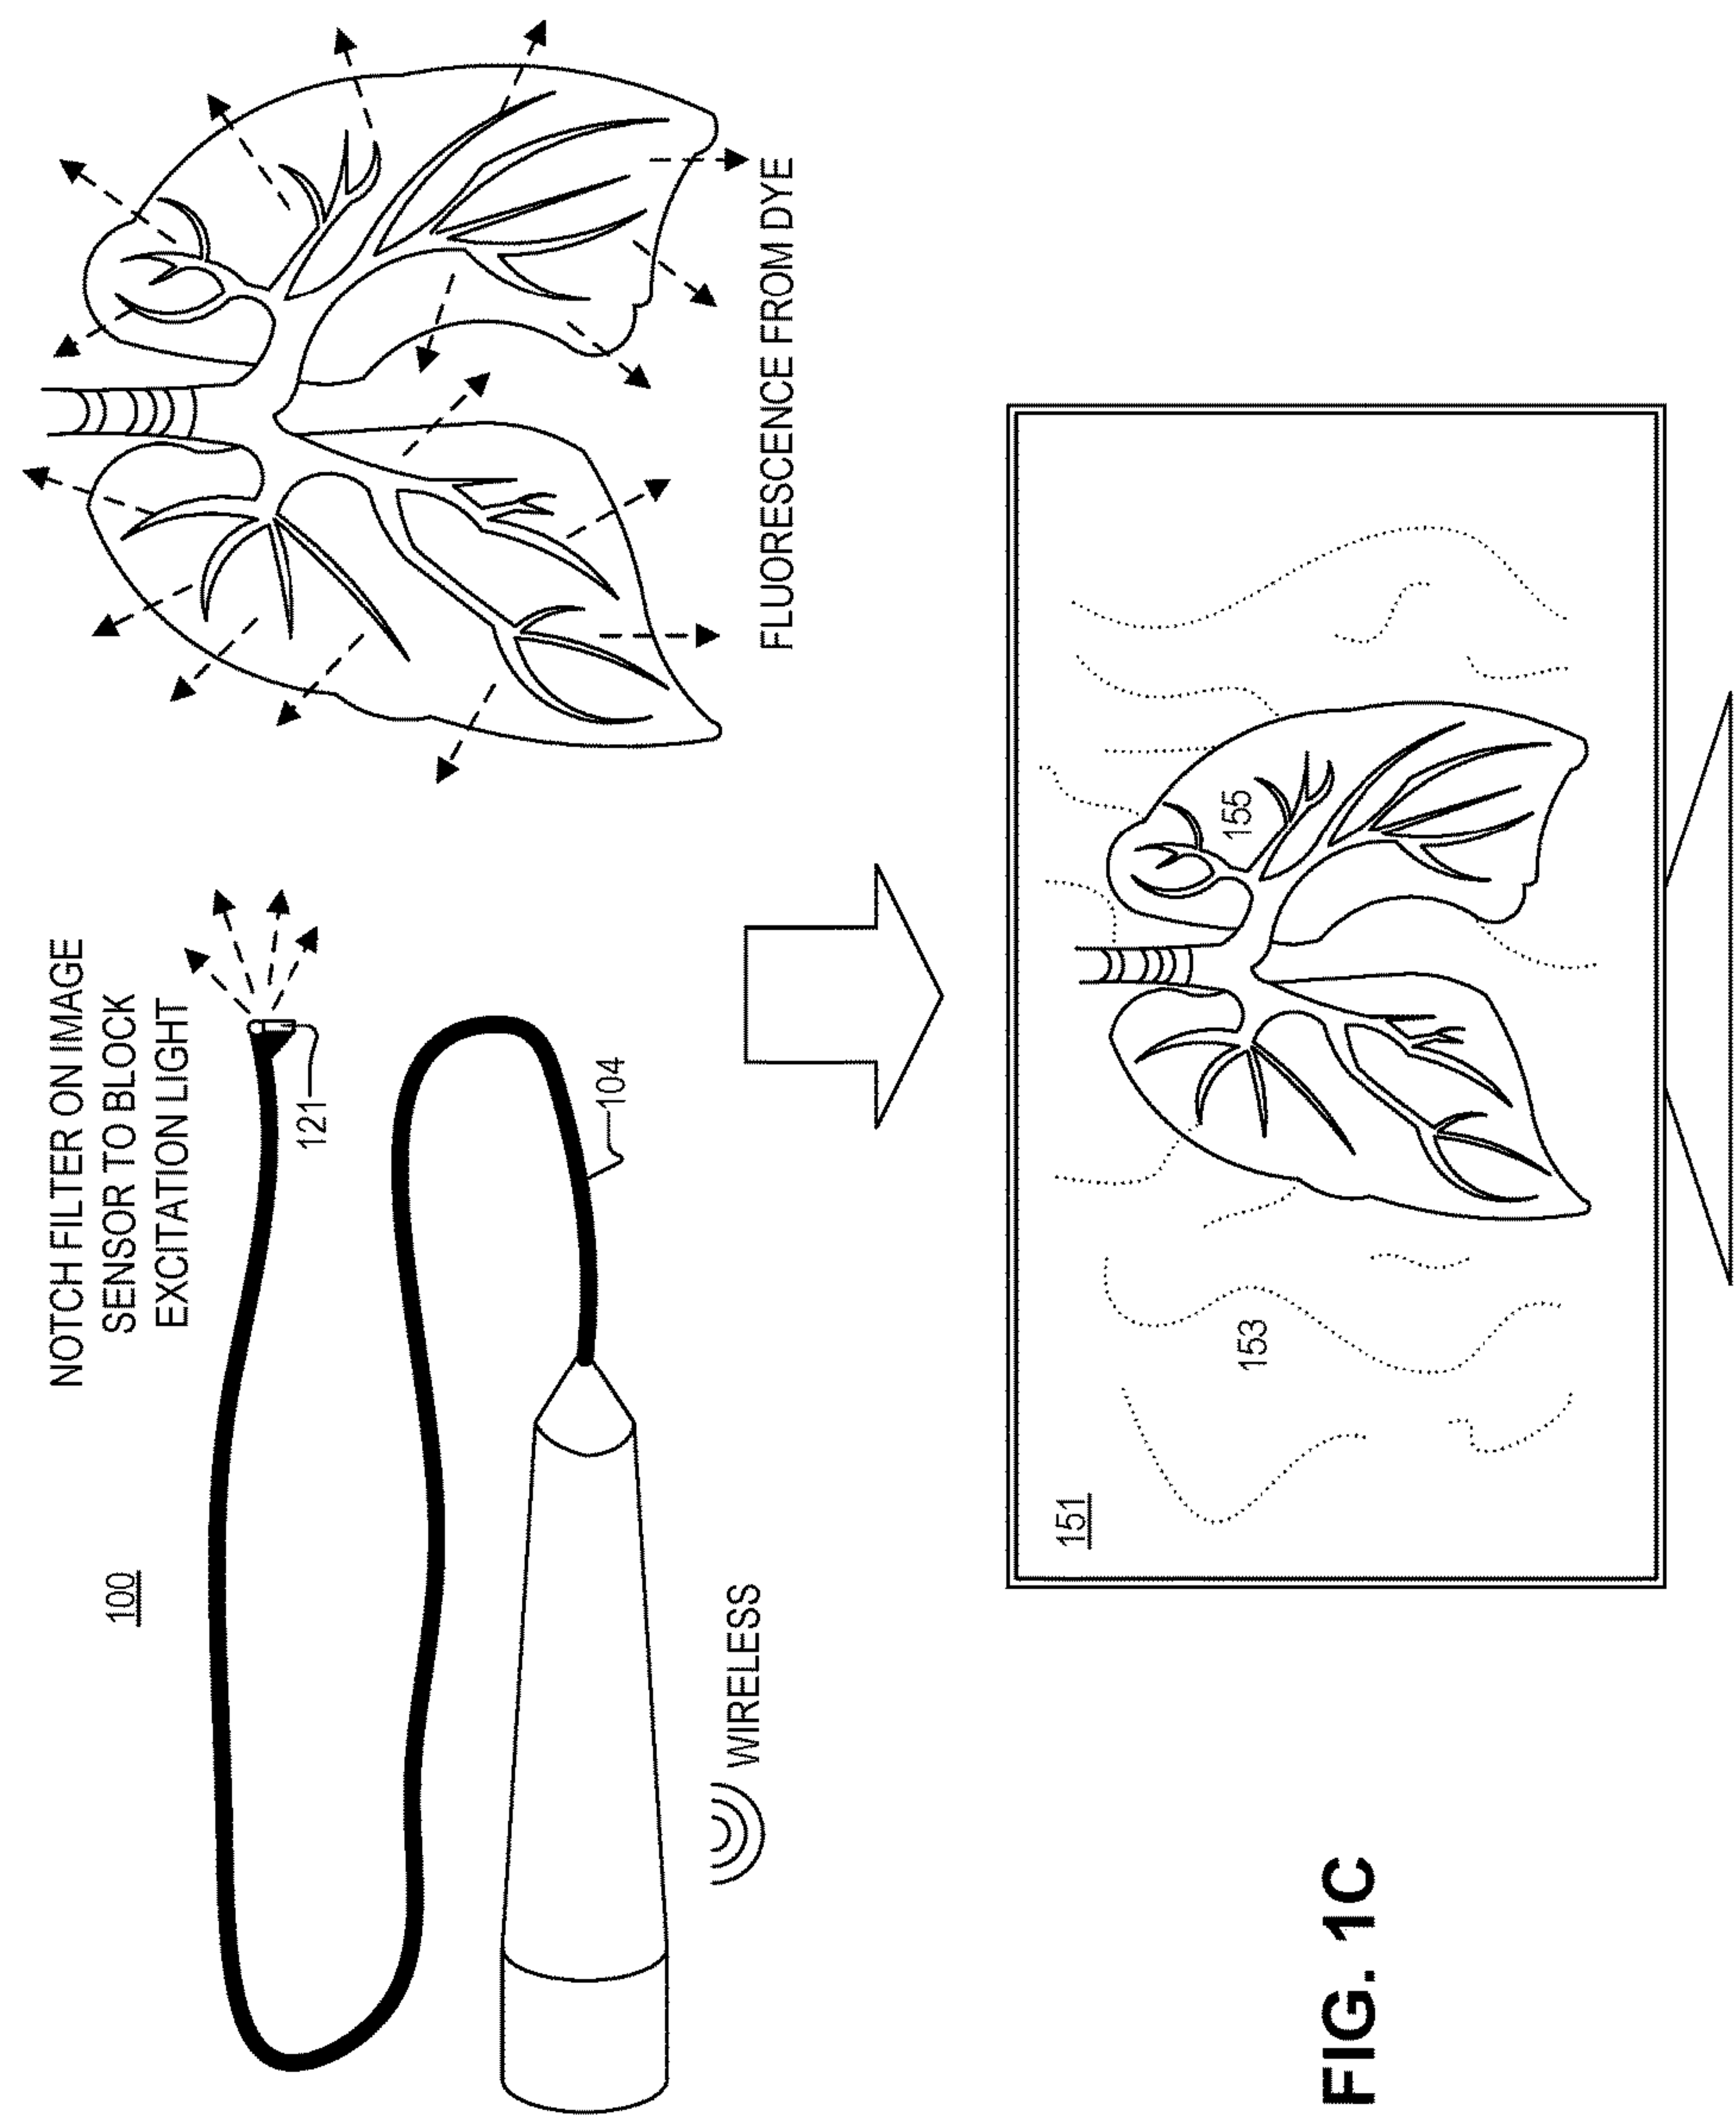 100
NOTCH FILTER ON IMAGE
SENSOR TO BLOCK
EXCITATION LIGHT
121
104
WIRELESS
FLUORESCENCE FROM DYE
151
153
155
FIG. 1C